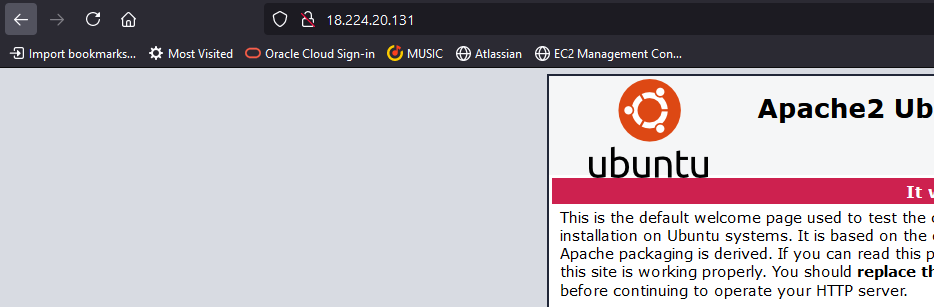 18.224.20.131
Import bookmarks... Most Visited Oracle Cloud Sign-in MUSIC Atlassian EC2 Management Con...
Apache2 Ub
ubuntu
It
This is the default welcome page used to test the
installation on Ubuntu systems. It is based on the
Apache packaging is derived. If you can read this
this site is working properly. You should replace
before continuing to operate your HTTP server.